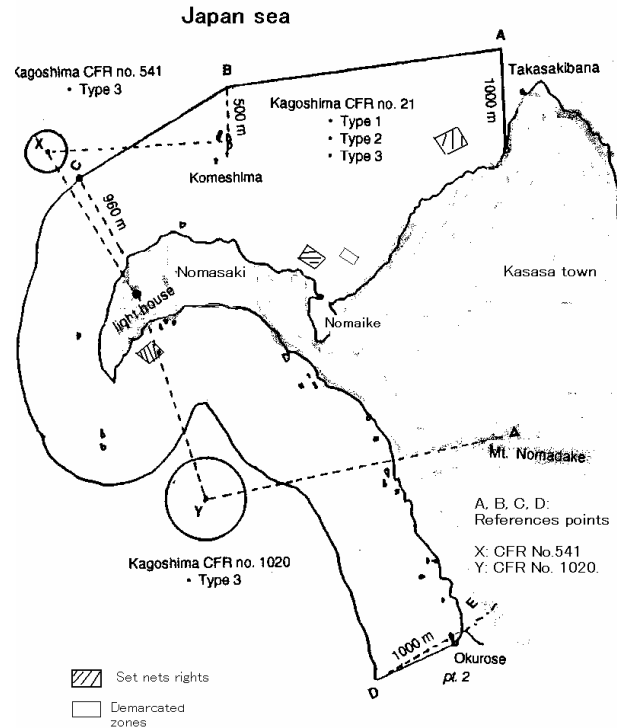 Japan sea
A
Kagoshima CFR no. 541
• Type 3
B
Takasakibana
500 m
1000 m
Kagoshima CFR no. 21
• Type 1
• Type 2
• Type 3
X
C
Komeshima
960 m
Nomasaki
Kasasa town
light house
Nomaike
Mt. Nomadake
Y
A, B, C, D:
References points
X: CFR No.541
Y: CFR No. 1020.
Kagoshima CFR no. 1020
• Type 3
E
1000 m
Okurose
pt. 2
D
Set nets rights
Demarcated
zones